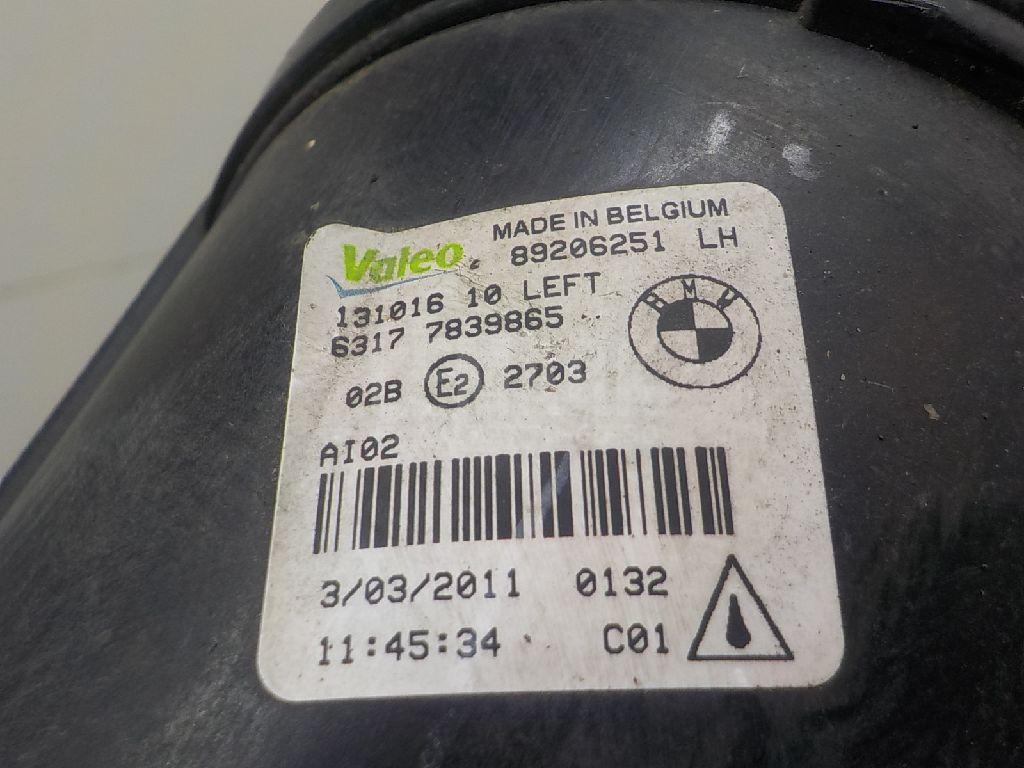 Valeo MADE IN BELGIUM
89206251 LH
131016 10 LEFT
6317 7839865
BMW
02B E2 2703
AI02
3/03/2011 0132
11:45:34 C01